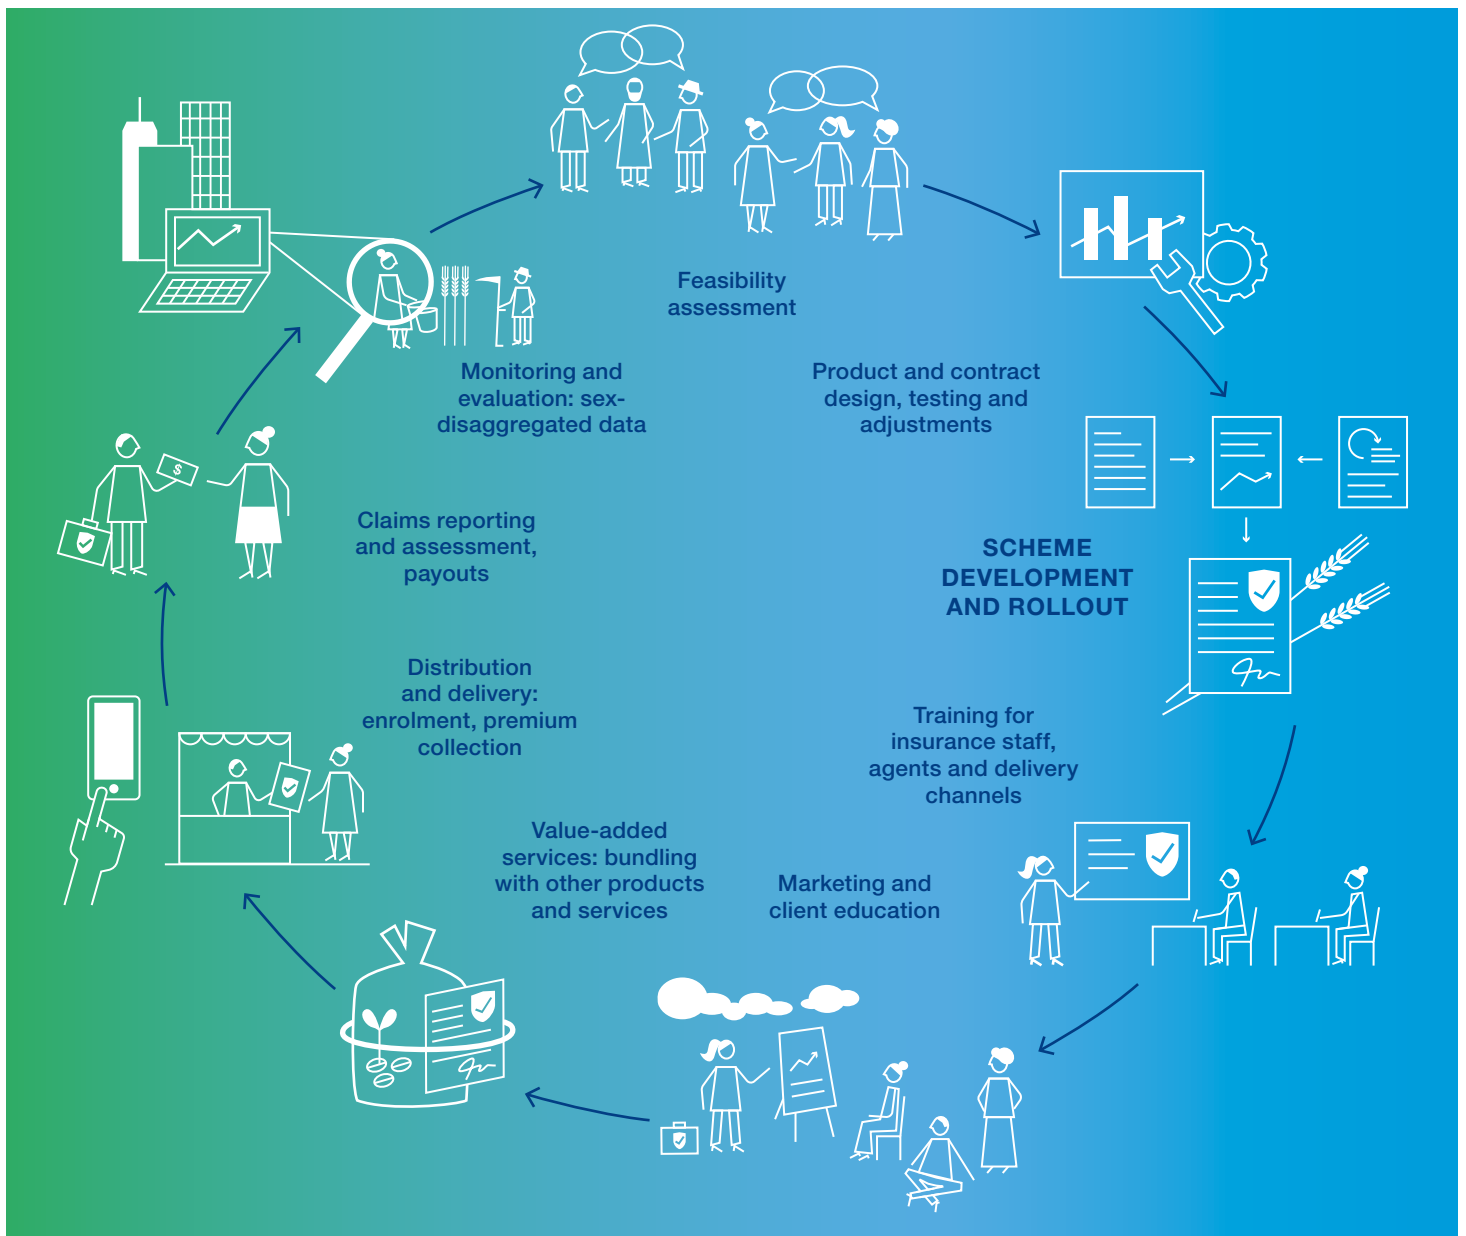 Feasibility
assessment
Product and contract
design, testing and
adjustments
SCHEME
DEVELOPMENT
AND ROLLOUT
Training for
insurance staff,
agents and delivery
channels
Marketing and
client education
Value-added
services: bundling
with other products
and services
Distribution
and delivery:
enrolment, premium
collection
Claims reporting
and assessment,
payouts
$
Monitoring and
evaluation: sex-
disaggregated data